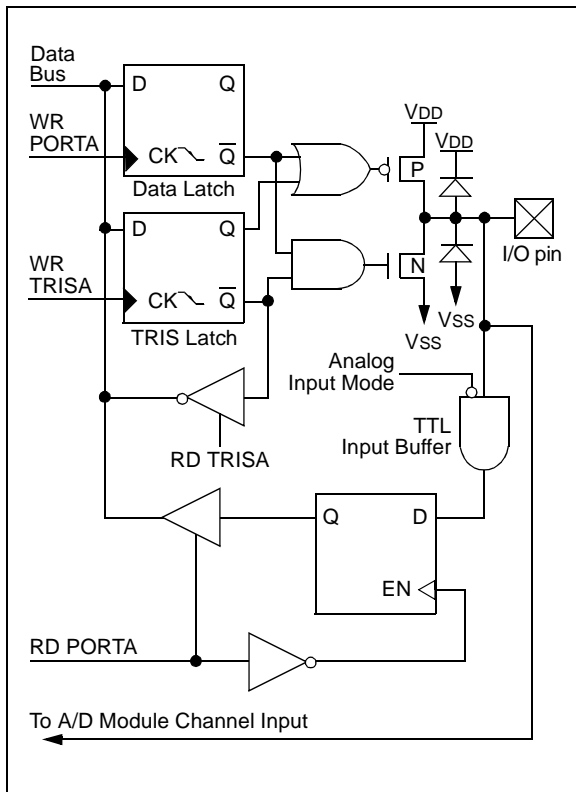 Data
Bus
D Q
WR
PORTA
VDD
VDD
CK Q
P
Data Latch
D Q
I/O pin
WR
TRISA
N
CK Q
VSS
VSS
TRIS Latch
Analog
Input Mode
TTL
Input Buffer
RD TRISA
Q D
EN
RD PORTA
To A/D Module Channel Input